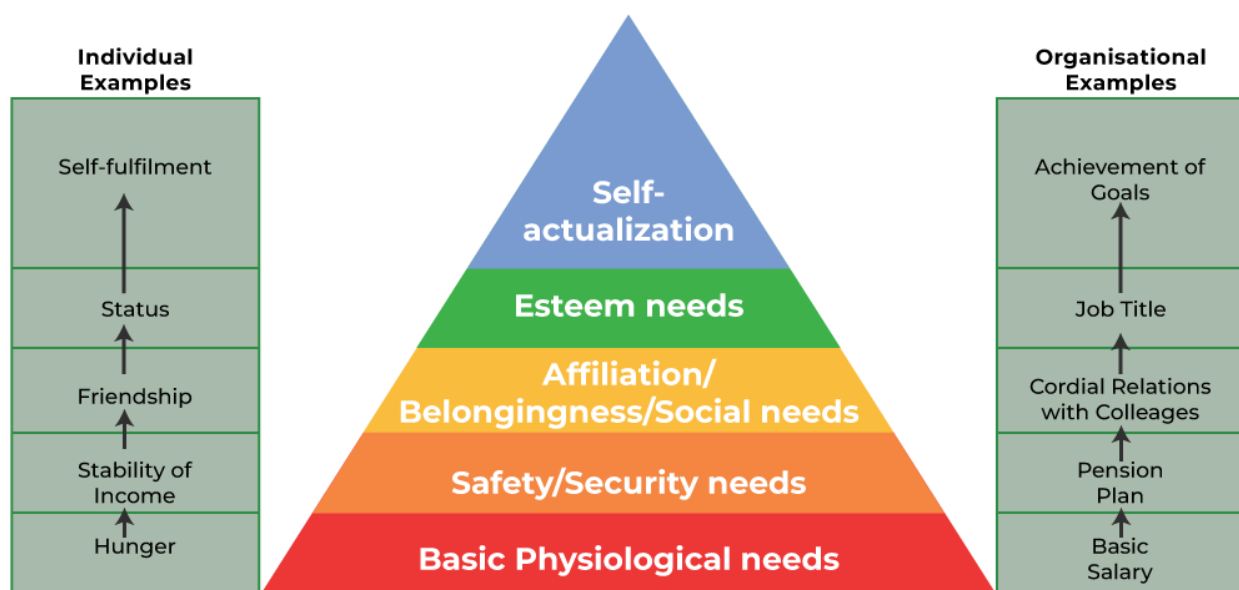 Individual
Examples
Self-fulfilment
Status
Friendship
Stability of
Income
Hunger
Self-
actualization
Esteem needs
Affiliation/
Belongingness/Social needs
Safety/Security needs
Basic Physiological needs
Organisational
Examples
Achievement of
Goals
Job Title
Cordial Relations
with Colleages
Pension
Plan
Basic
Salary